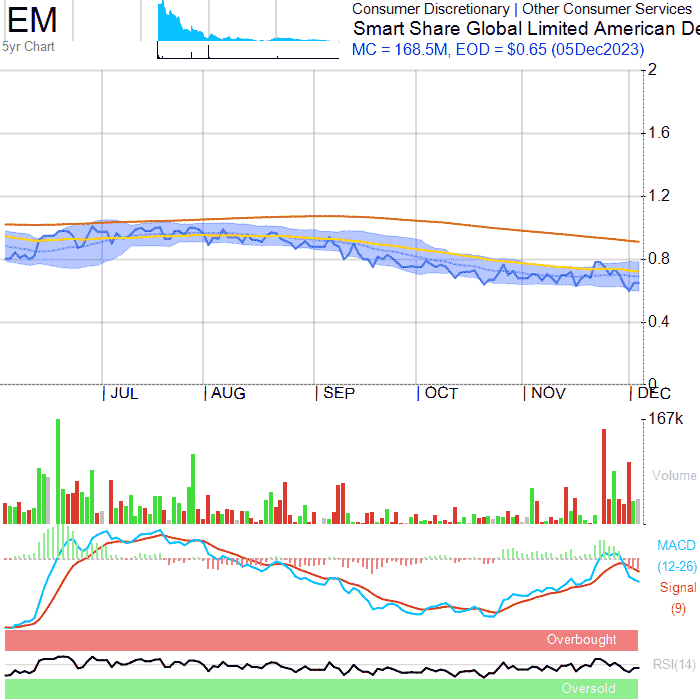 EM
5yr Chart
Consumer Discretionary | Other Consumer Services
Smart Share Global Limited American De
MC = 168.5M, EOD = $0.65 (05Dec2023)
2
1.6
1.2
0.8
0.4
0
JUL AUG SEP OCT NOV DEC
167k
Volume
MACD
(12-26)
Signal
(9)
Overbought
RSI(14)
Oversold